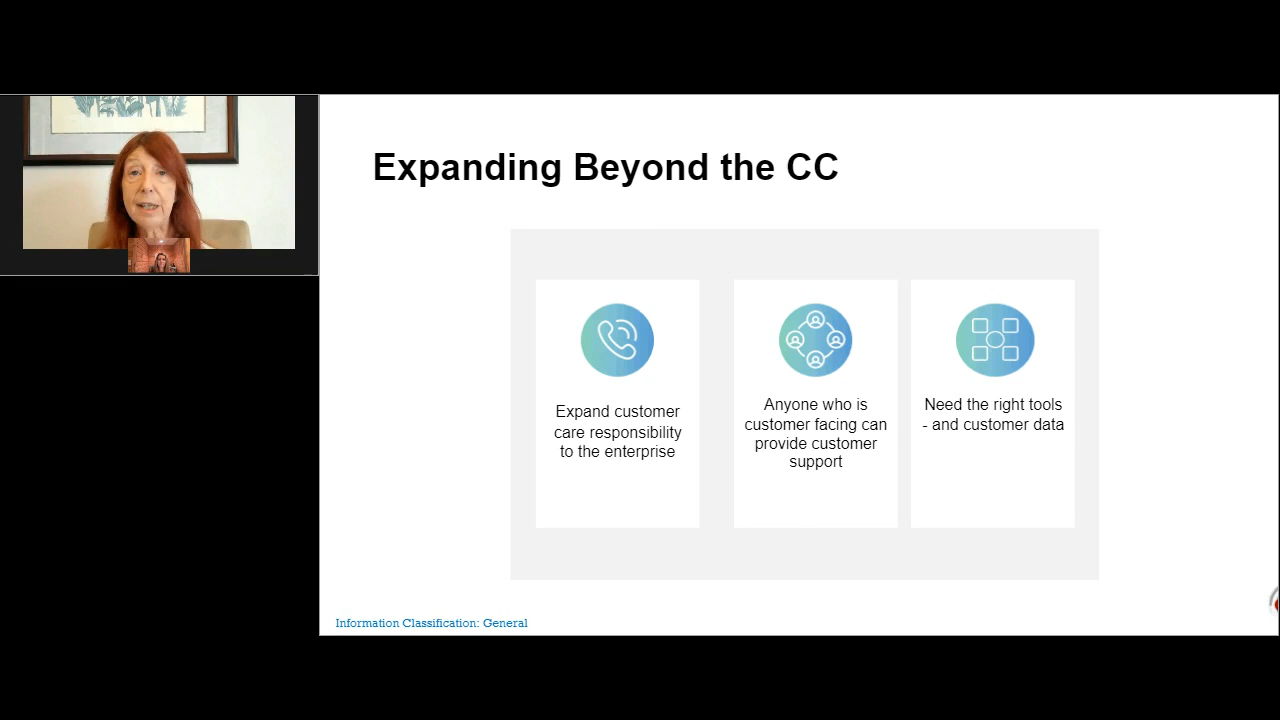 Expanding Beyond the CC
Expand customer
care responsibility
to the enterprise
Anyone who is
customer facing can
provide customer
support
Need the right tools
- and customer data
Information Classification: General